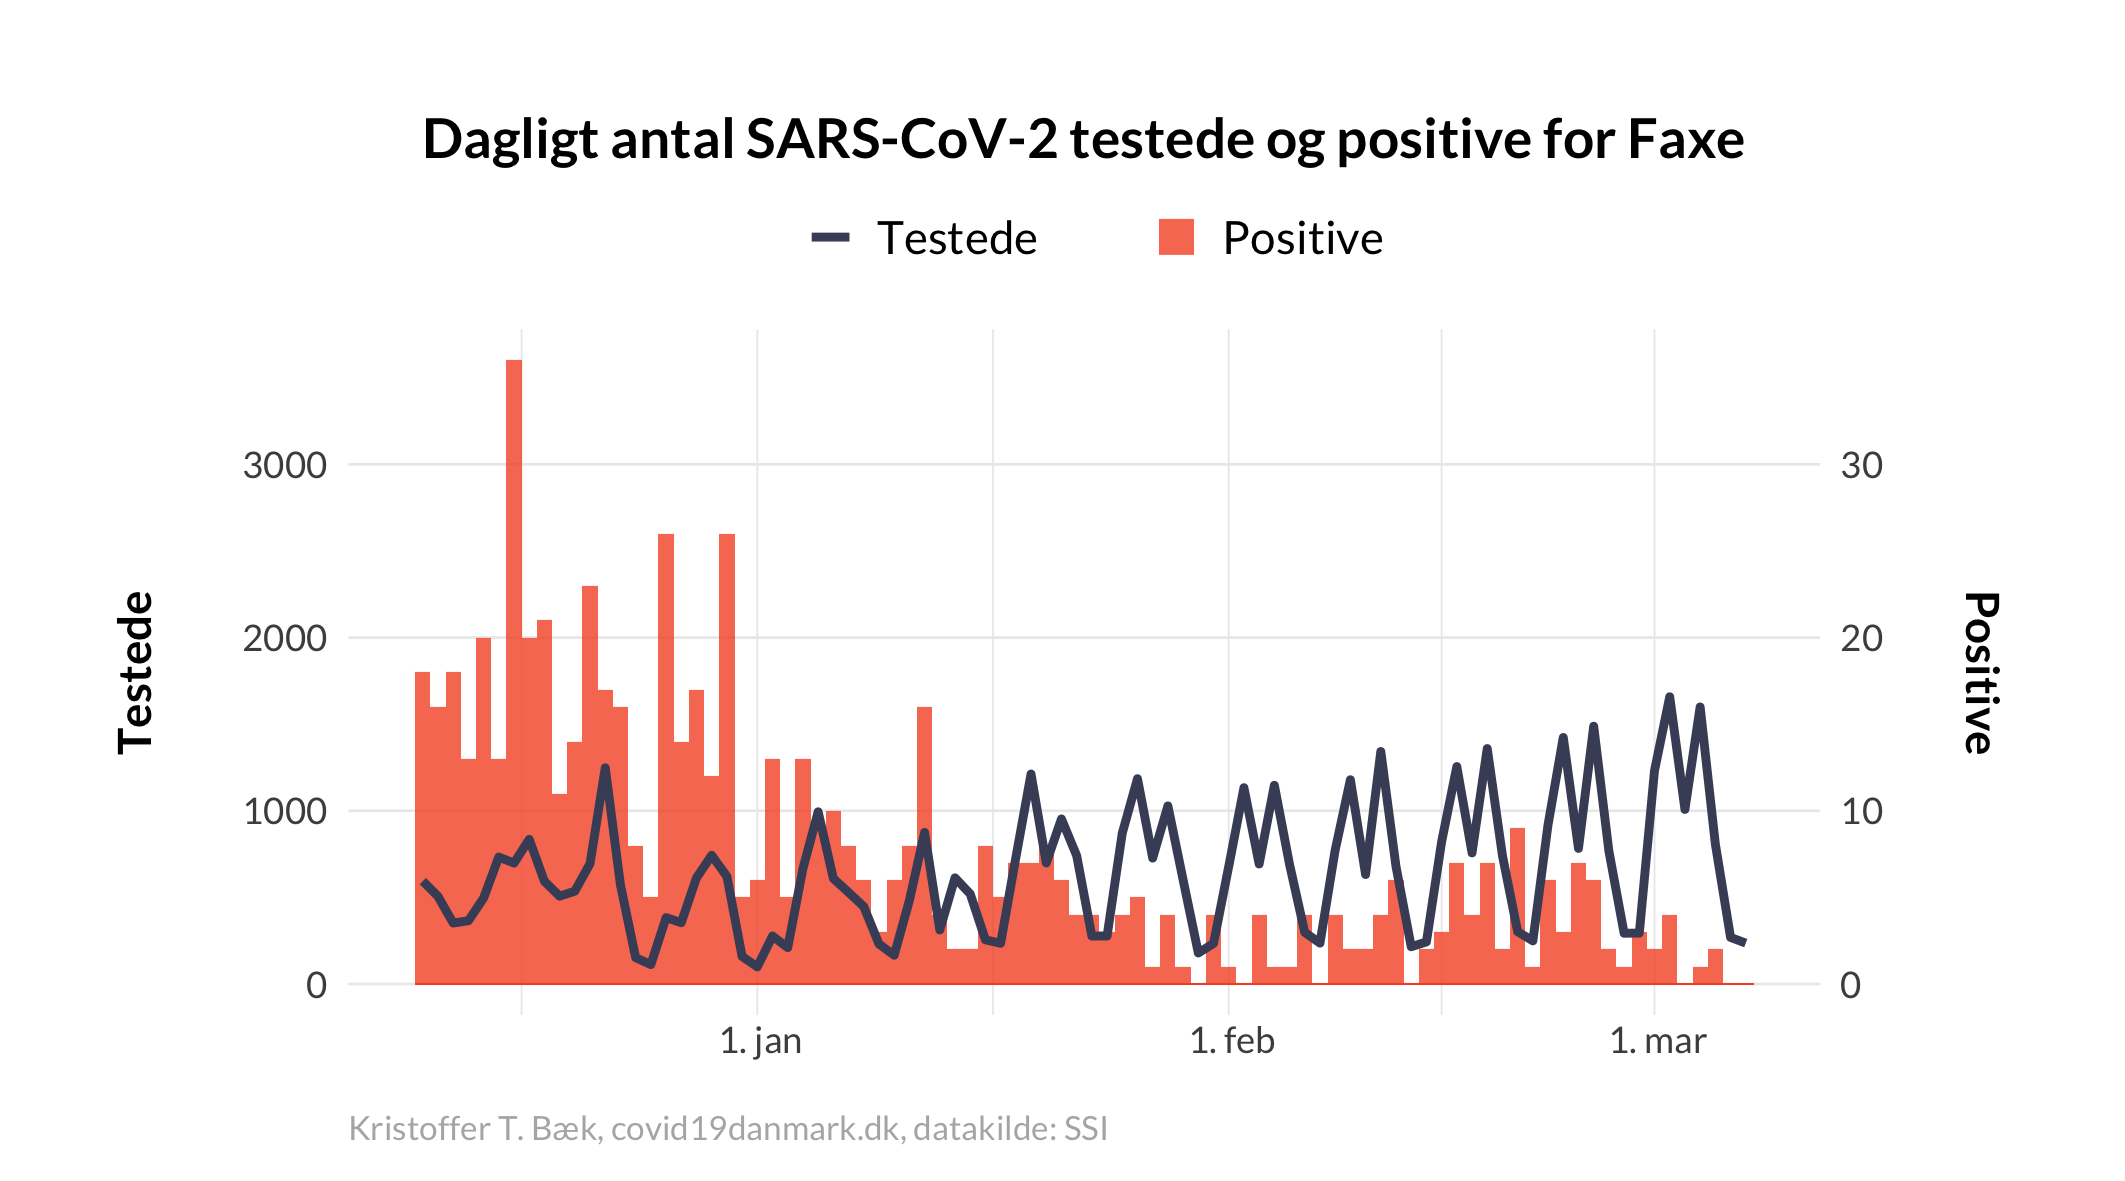 Dagligt antal SARS-CoV-2 testede og positive for Faxe
Testede
Positive
3000
2000
1000
0
30
20
10
0
Testede
Positive
1. jan
1. feb
1. mar
Kristoffer T. Bæk, covid19danmark.dk, datakilde: SSI